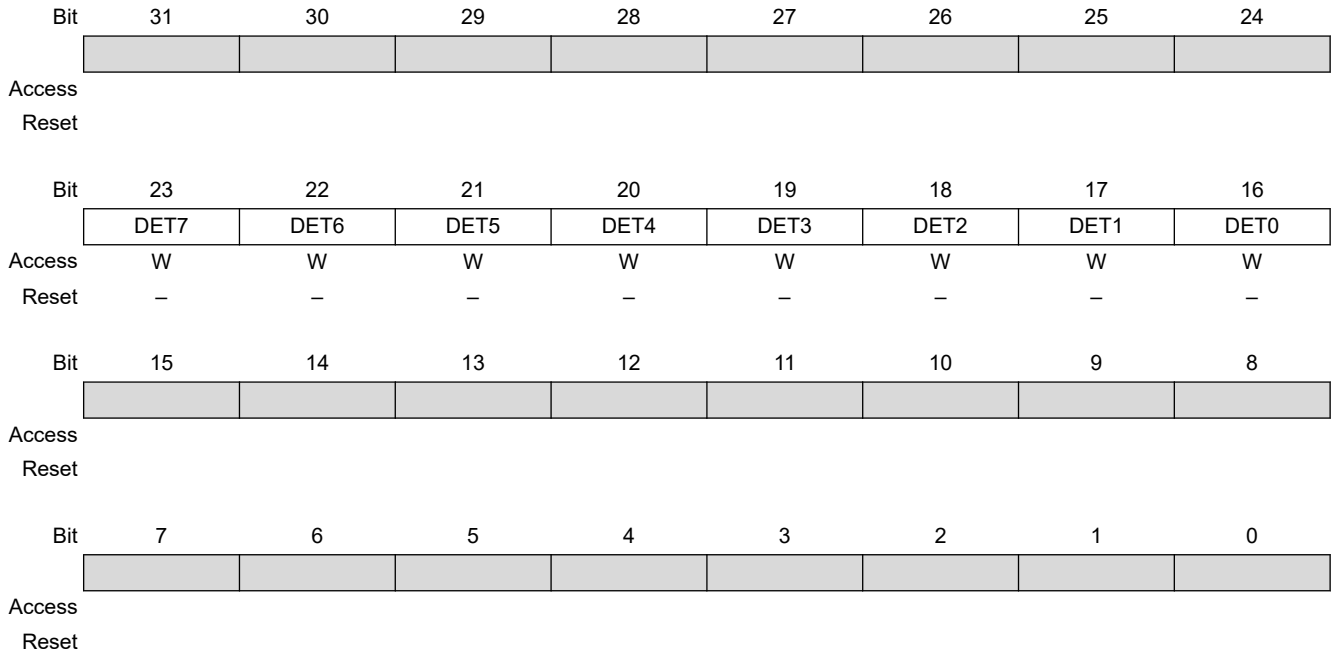 Bit 31 30 29 28 27 26 25 24
Access
Reset
Bit 23 22 21 20 19 18 17 16
DET7 DET6 DET5 DET4 DET3 DET2 DET1 DET0
Access W W W W W W W W
Reset – – – – – – – –
Bit 15 14 13 12 11 10 9 8
Access
Reset
Bit 7 6 5 4 3 2 1 0
Access
Reset